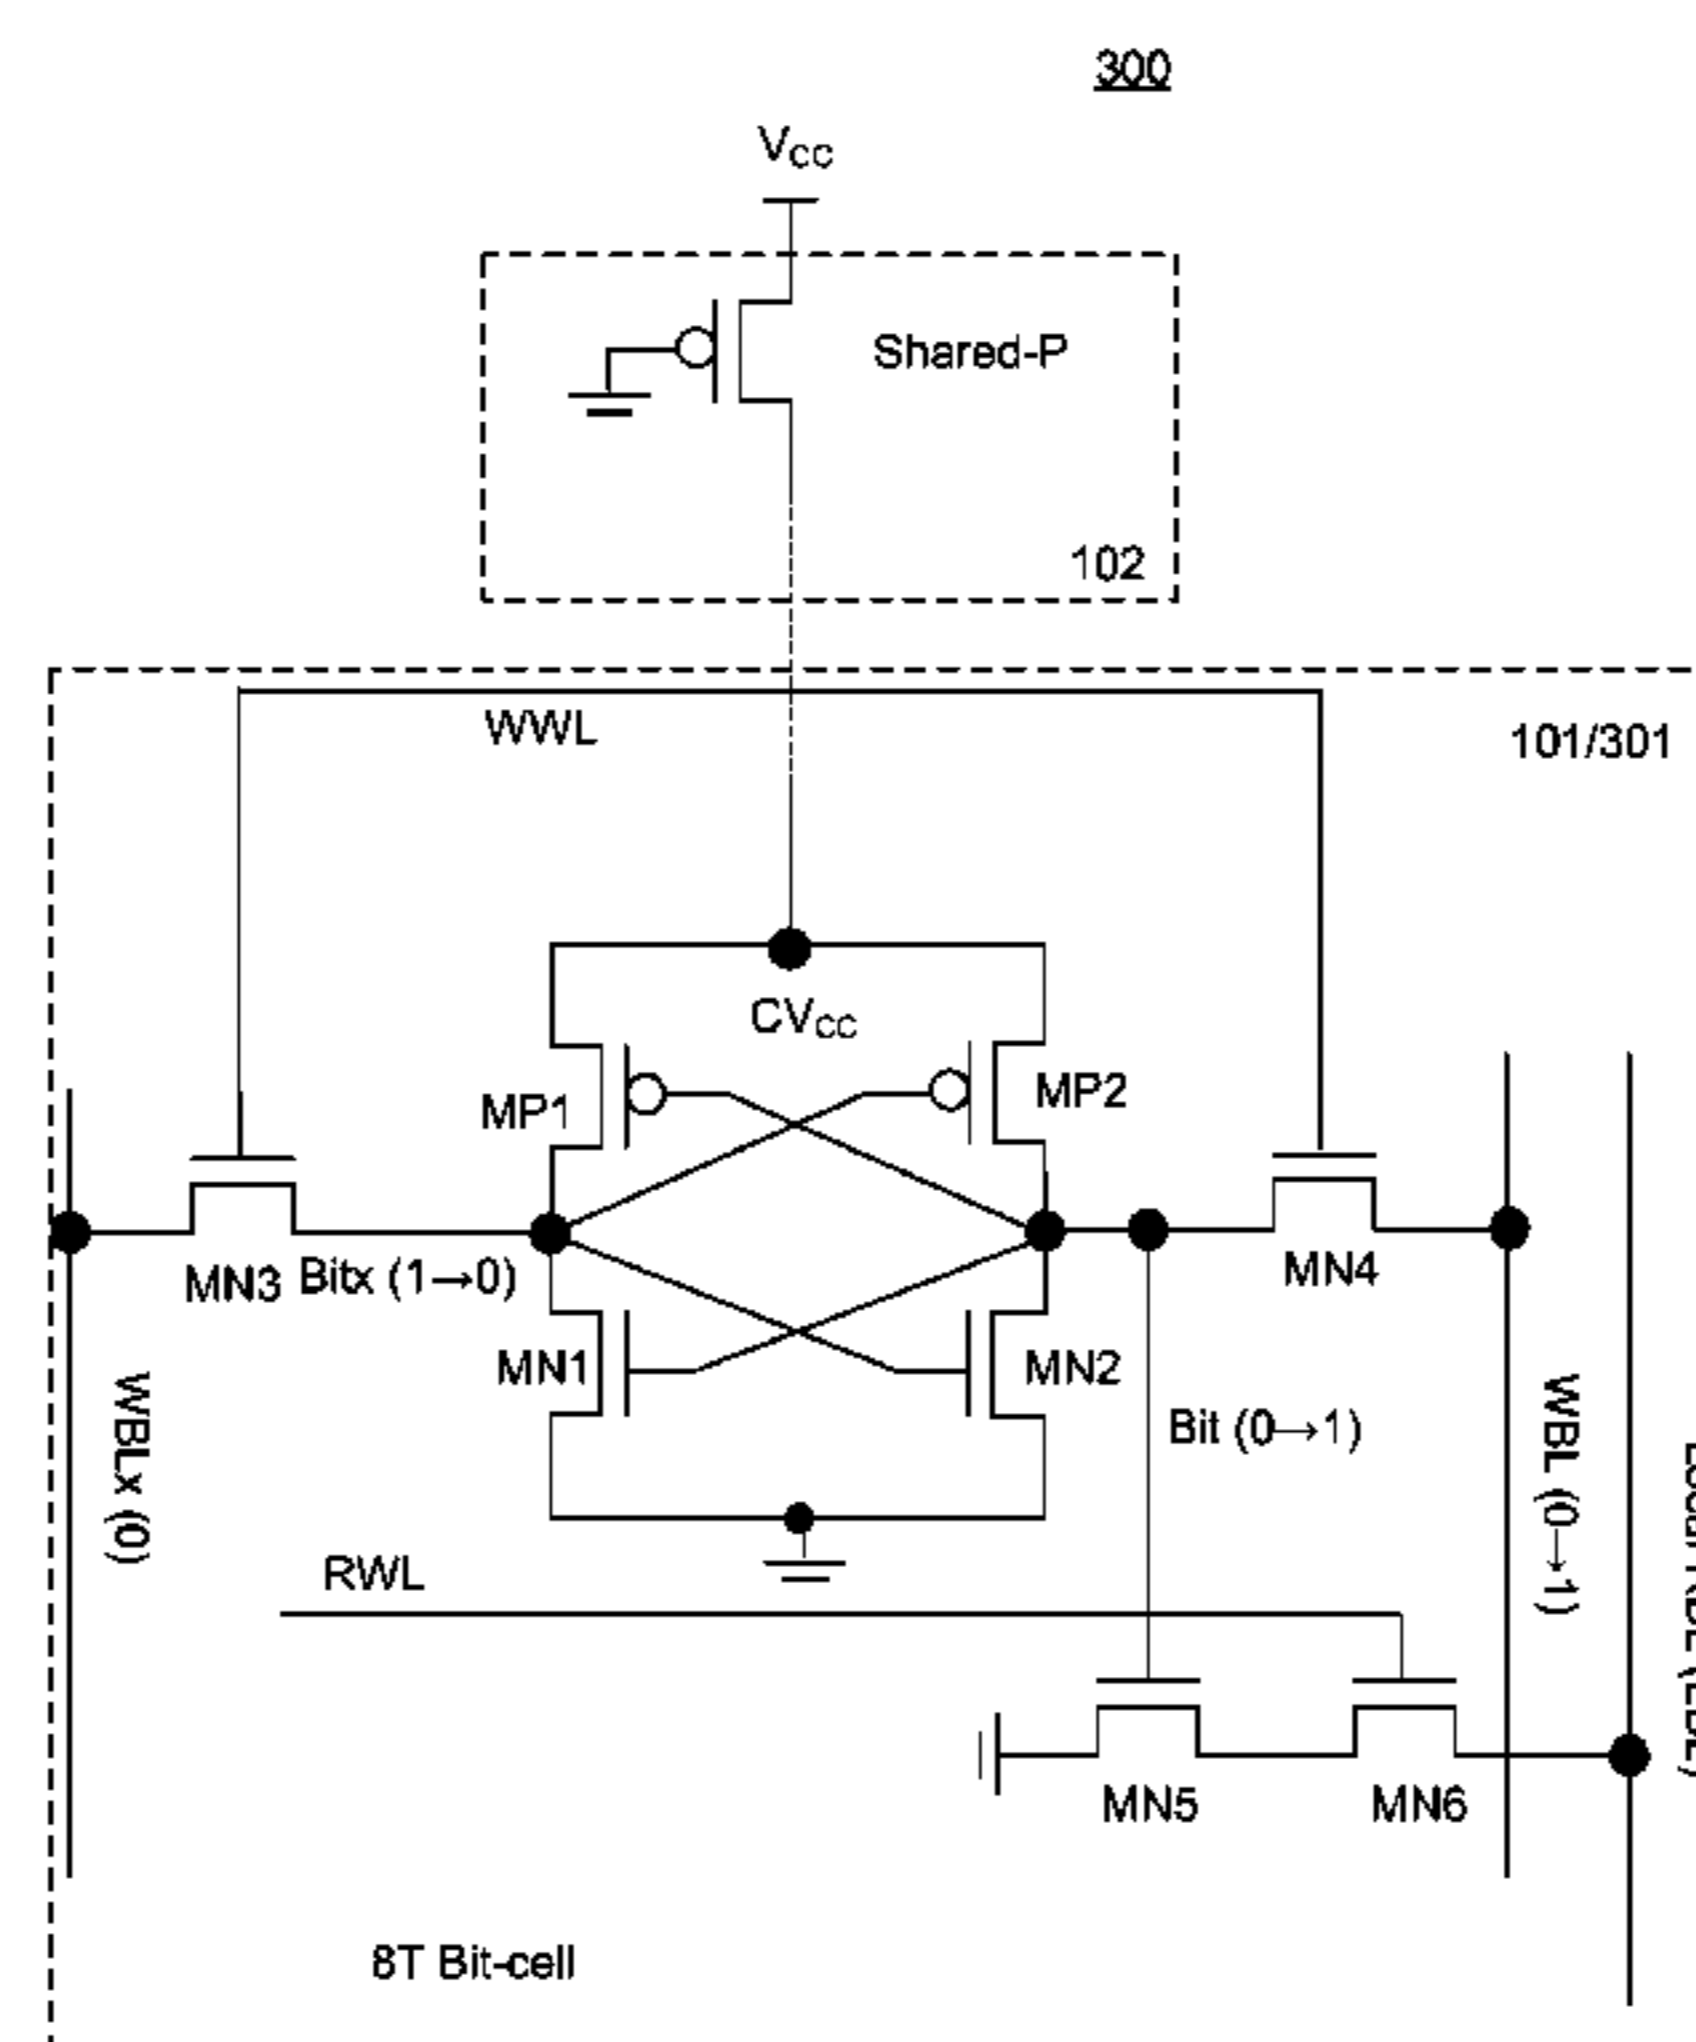 300
VCC
Shared-P
102
WWL
101/301
CVCC
MP1
MP2
MN3
Bitx (1→0)
MN4
MN1
MN2
Bit (0→1)
WBLx (0)
WBL (0→1)
RWL
MN5
MN6
8T Bit-cell